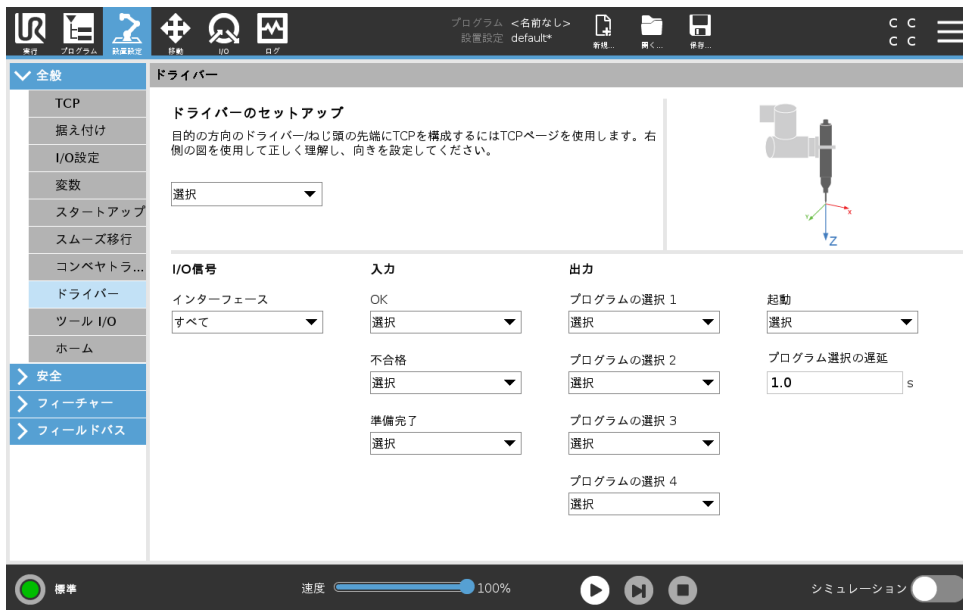 プログラム <名前なし>
設置設定 default*
C C
C C
実行
プログラム
設置設定
移動
I/O
ログ
新規...
開く...
保存...
全般
TCP
据え付け
I/O設定
変数
スタートアップ
スムーズ移行
コンベヤトラ...
ドライバー
ツール I/O
ホーム
安全
フィーチャー
フィールドバス
ドライバー
ドライバーのセットアップ
目的の方向のドライバー/ねじ頭の先端にTCPを構成するにはTCPページを使用します。右
側の図を使用して正しく理解し、向きを設定してください。
選択
Y
X
Z
I/O信号
インターフェース
すべて
入力
OK
選択
不合格
選択
準備完了
選択
出力
プログラムの選択 1
選択
プログラムの選択 2
選択
プログラムの選択 3
選択
プログラムの選択 4
選択
起動
選択
プログラム選択の遅延
1.0 s
標準
速度 100%
シミュレーション